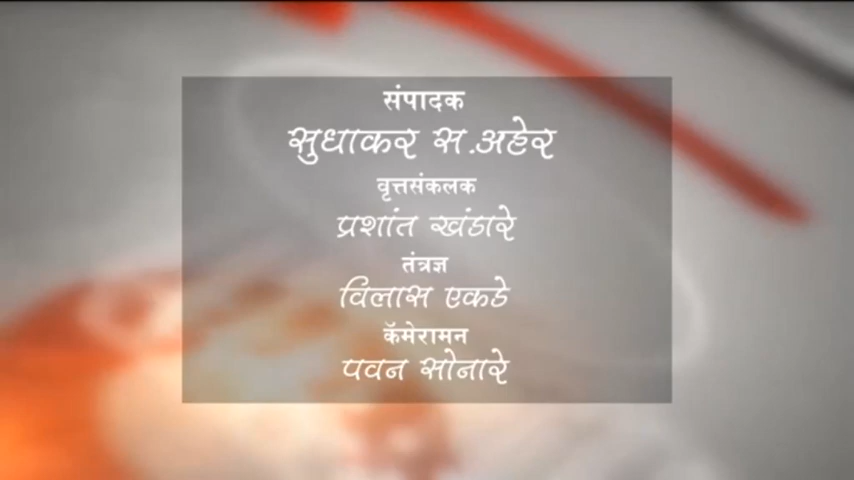 संपादक
सुधाकर स.अहेर
वृत्तसंकलक
प्रशांत खंडारे
तंत्रज्ञ
विलास एकडे
कॅमेरामन
पवन सोनारे